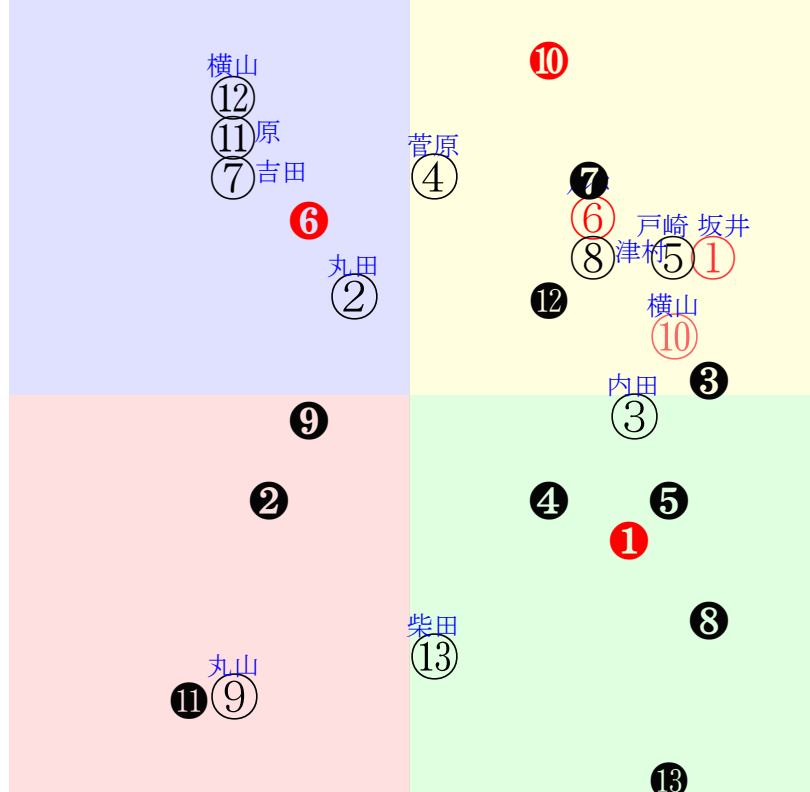 横山
❿
⑫
⑪原
菅原
⑦吉田
④
❼
❻
⑥
戸崎 坂井
⑧津村⑤①
丸田
②
⓬
横山
⑩
❸
内田
③
❾
❷
❹
❺
❶
❽
柴田
⑬
丸山
⓫⑨
⓭